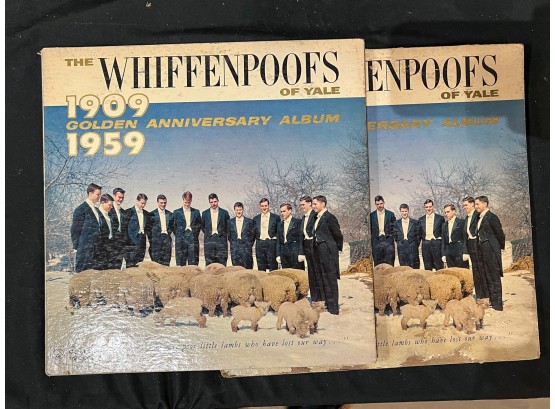 THE WHIFFENPOOFS
OF YALE
1909
GOLDEN ANNIVERSARY ALBUM
1959
little lambs who have lost our way....
ENPOOFS
OF YALE
ERSARY ALBUM
little lambs who have lost our way.....